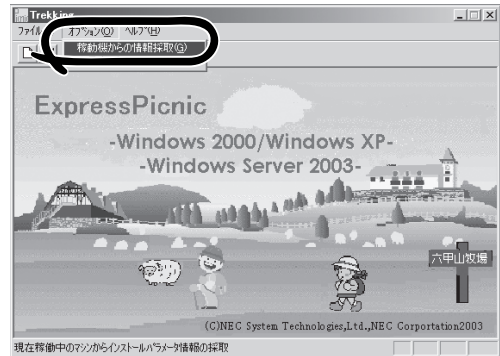 Trekking
ファイル オプション(O) ヘルプ(H)
稼動機からの情報採取(G)
ExpressPicnic
-Windows 2000/Windows XP-
-Windows Server 2003-
六甲山牧場
(C)NEC System Technologies,Ltd.,NEC Corportation2003
現在稼働中のマシンからインストールパラメータ情報の採取